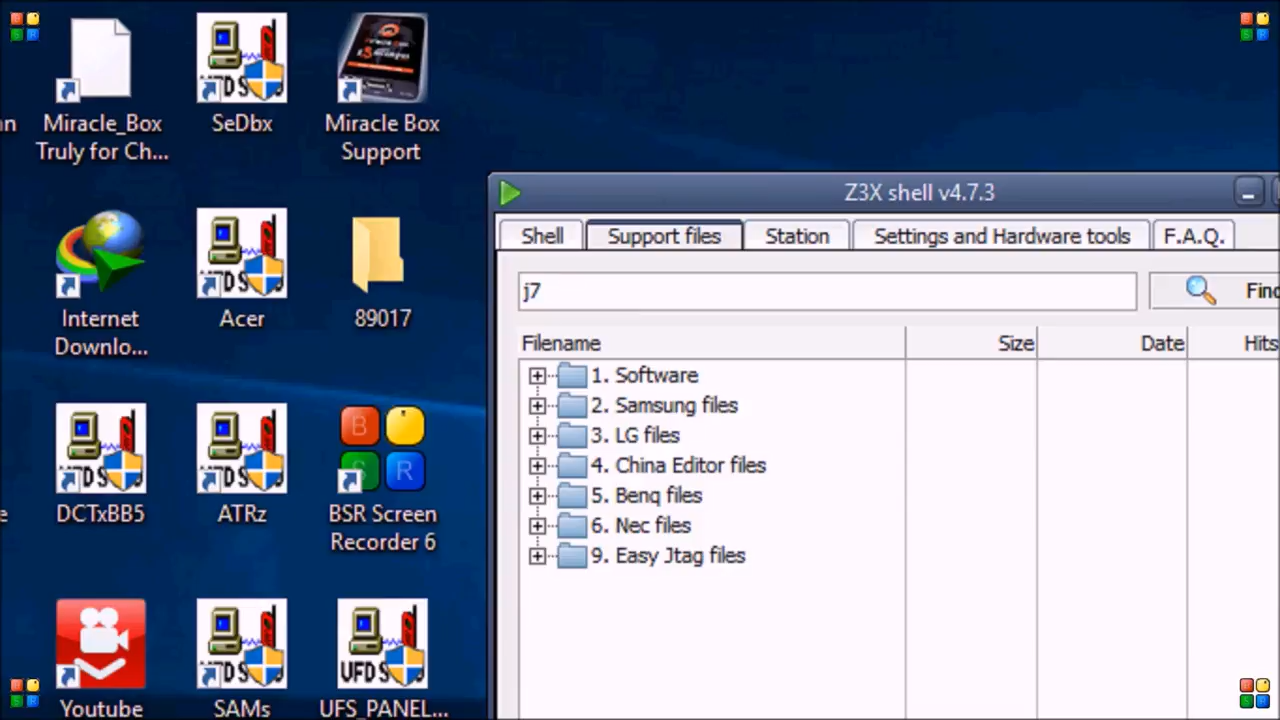 n
Miracle_Box
Truly for Ch...
SeDbx
Miracle Box
Support
Internet
Downlo...
Acer
89017
e
DCTxBB5
ATRz
BSR Screen
Recorder 6
Youtube
SAMs
UFS_PANEL...
Z3X shell v4.7.3
Shell
Support files
Station
Settings and Hardware tools
F.A.Q.
j7
Find
Filename Size Date Hits
1. Software
2. Samsung files
3. LG files
4. China Editor files
5. Benq files
6. Nec files
9. Easy Jtag files
B
S R
UFDS